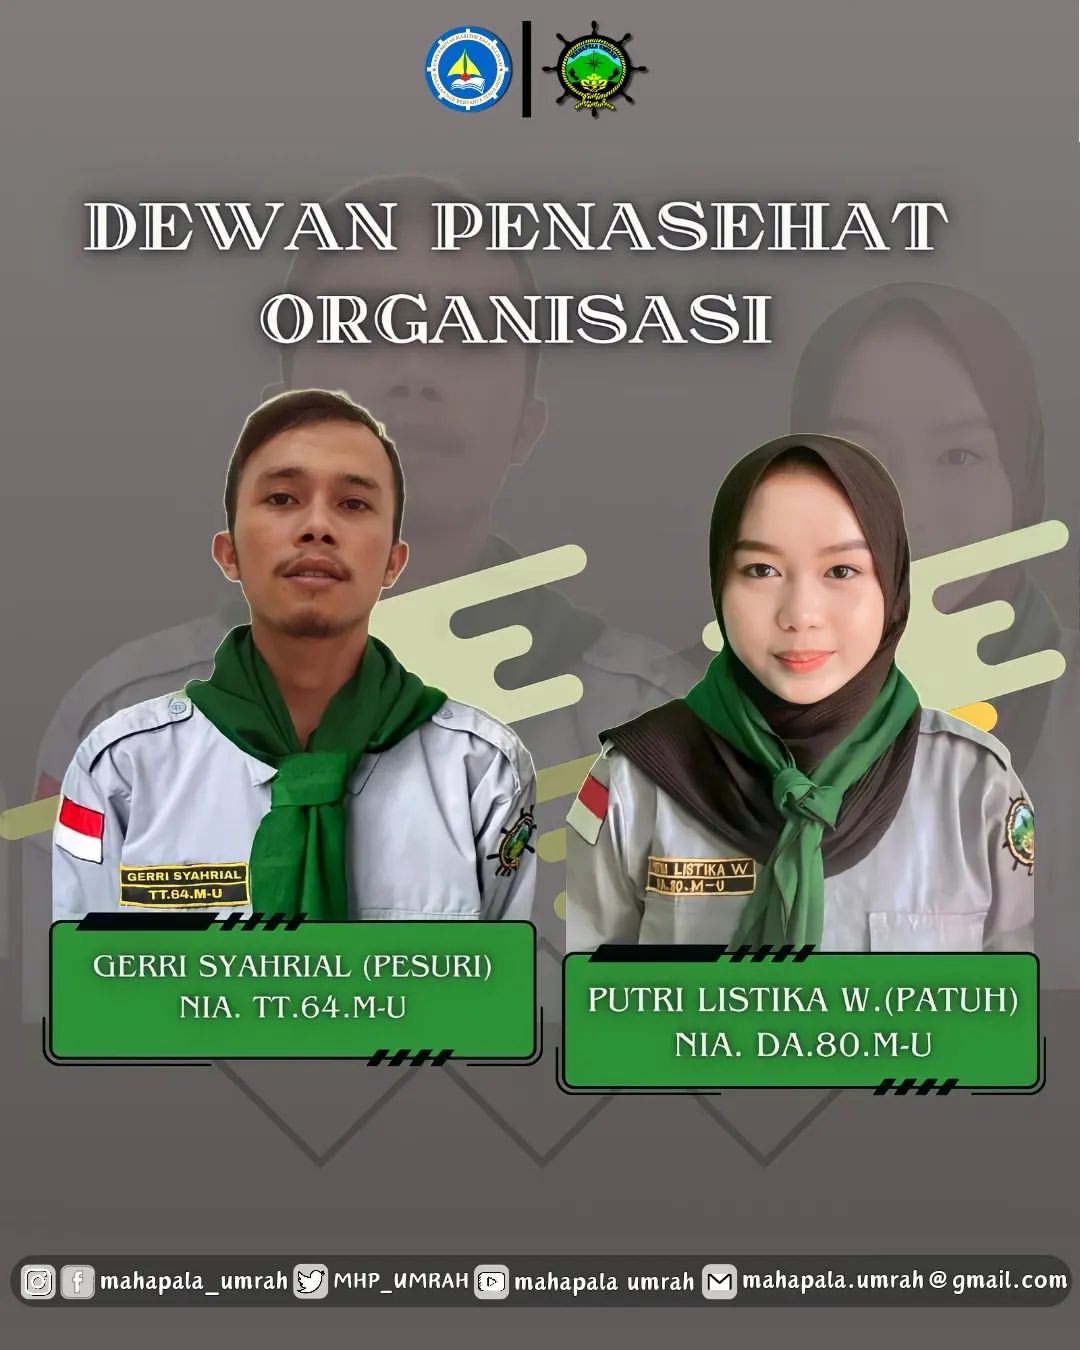 DEWAN PENASEHAT
ORGANISASI
GERRI SYAHRIAL
TT.64.M-U
LISTIKA W
.80.M-U
GERRI SYAHRIAL (PESURI)
NIA. TT.64.M-U
PUTRI LISTIKA W.(PATUH)
NIA. DA.80.M-U
mahapala_umrah MHP_UMRAH mahapala umrah mahapala.umrah@gmail.com